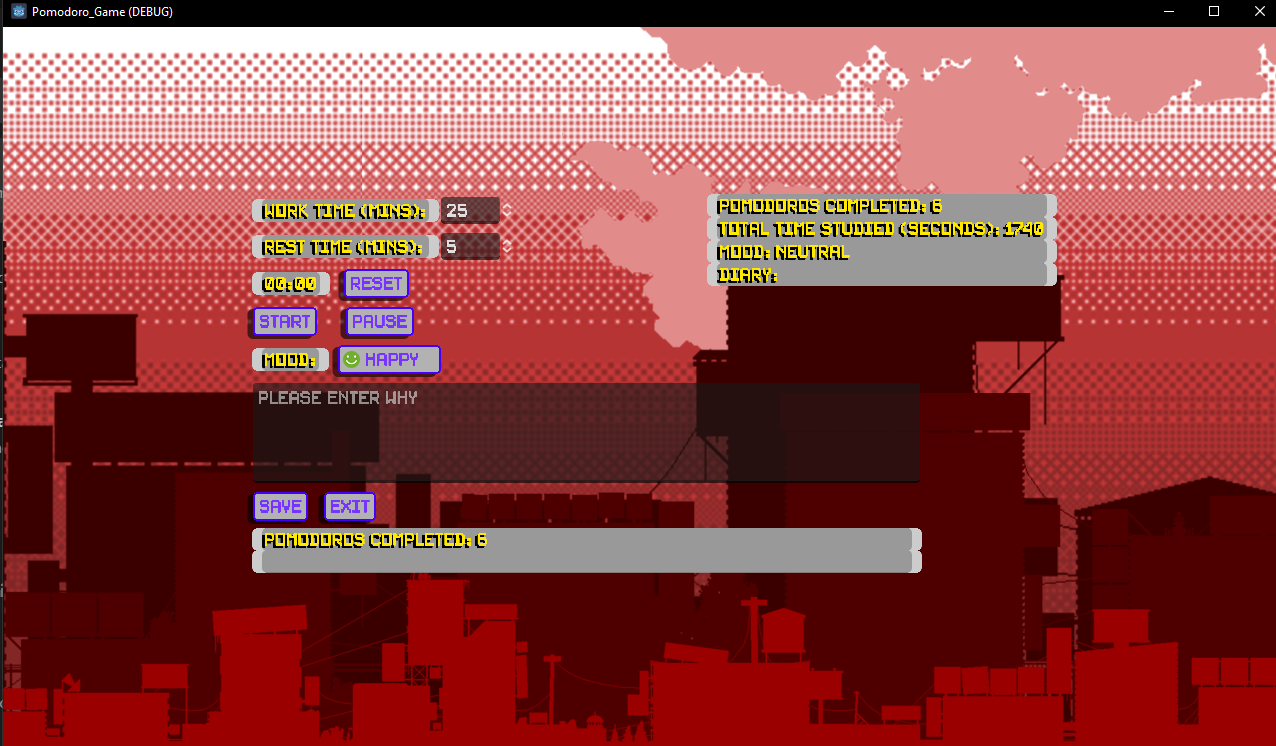 Pomodoro_Game (DEBUG)
WORK TIME (MINS): 25
REST TIME (MINS): 5
00:00 RESET
START PAUSE
MOOD: HAPPY
PLEASE ENTER WHY
SAVE EXIT
POMODOROS COMPLETED: 6
POMODOROS COMPLETED: 6
TOTAL TIME STUDIED (SECONDS): 1740
MOOD: NEUTRAL
DIARY: